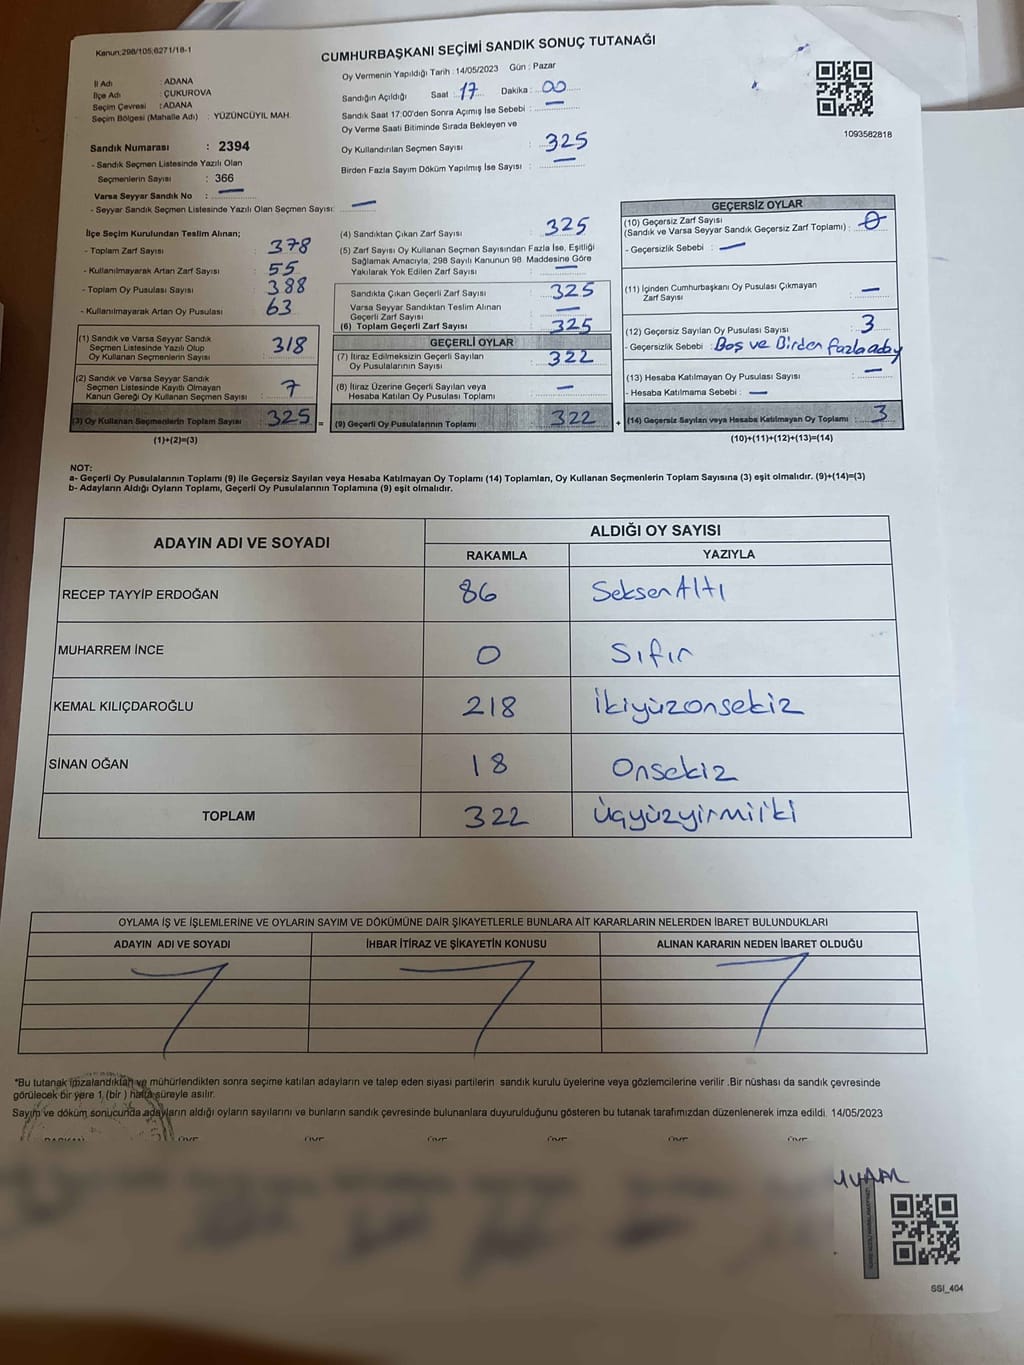 Kanun;298/105;6271/18-1
CUMHURBAŞKANI SEÇİMİ SANDIK SONUÇ TUTANAĞI
İl Adı : ADANA
İlçe Adı : ÇUKUROVA
Seçim Çevresi : ADANA
Seçim Bölgesi (Mahalle Adı) : YÜZÜNCÜYIL MAH.
Sandık Numarası : 2394
- Sandık Seçmen Listesinde Yazılı Olan
Seçmenlerin Sayısı : 366
Varsa Seyyar Sandık No : —
- Seyyar Sandık Seçmen Listesinde Yazılı Olan Seçmen Sayısı: —
Oy Vermenin Yapıldığı Tarih : 14/05/2023 Gün : Pazar
Sandığın Açıldığı Saat : 17 Dakika : 00
Sandık Saat 17:00'den Sonra Açımış İse Sebebi : —
Oy Verme Saati Bitiminde Sırada Bekleyen ve
Oy Kullandırılan Seçmen Sayısı : 325
Birden Fazla Sayım Döküm Yapılmış İse Sayısı : —
1093582818
İlçe Seçim Kurulundan Teslim Alınan;
- Toplam Zarf Sayısı : 378
- Kullanılmayarak Artan Zarf Sayısı : 55
- Toplam Oy Pusulası Sayısı : 388
- Kullanılmayarak Artan Oy Pusulası : 63
(1) Sandık ve Varsa Seyyar Sandık
Seçmen Listesinde Yazılı Olup
Oy Kullanan Seçmenlerin Sayısı : 318
(2) Sandık ve Varsa Seyyar Sandık
Seçmen Listesinde Kayıtlı Olmayan
Kanun Gereği Oy Kullanan Seçmen Sayısı : 7
(3) Oy Kullanan Seçmenlerin Toplam Sayısı : 325 =
(1)+(2)=(3)
(4) Sandıktan Çıkan Zarf Sayısı : 325
(5) Zarf Sayısı Oy Kullanan Seçmen Sayısından Fazla İse, Eşitliği
Sağlamak Amacıyla; 298 Sayılı Kanunun 98. Maddesine Göre
Yakılarak Yok Edilen Zarf Sayısı : —
Sandıkta Çıkan Geçerli Zarf Sayısı : 325
Varsa Seyyar Sandıktan Teslim Alınan
Geçerli Zarf Sayısı : —
(6) Toplam Geçerli Zarf Sayısı : 325
GEÇERLİ OYLAR
(7) İtiraz Edilmeksizin Geçerli Sayılan
Oy Pusulalarının Sayısı : 322
(8) İtiraz Üzerine Geçerli Sayılan veya
Hesaba Katılan Oy Pusulası Toplamı : —
(9) Geçerli Oy Pusulalarının Toplamı : 322 +
GEÇERSİZ OYLAR
(10) Geçersiz Zarf Sayısı
(Sandık ve Varsa Seyyar Sandık Geçersiz Zarf Toplamı) : 0
- Geçersizlik Sebebi : —
(11) İçinden Cumhurbaşkanı Oy Pusulası Çıkmayan
Zarf Sayısı : —
(12) Geçersiz Sayılan Oy Pusulası Sayısı : 3
- Geçersizlik Sebebi : Boş ve Birden fazla aday
(13) Hesaba Katılmayan Oy Pusulası Sayısı : —
- Hesaba Katılmama Sebebi : —
(14) Geçersiz Sayılan veya Hesaba Katılmayan Oy Toplamı : 3
(10)+(11)+(12)+(13)=(14)
NOT:
a- Geçerli Oy Pusulalarının Toplamı (9) ile Geçersiz Sayılan veya Hesaba Katılmayan Oy Toplamı (14) Toplamları, Oy Kullanan Seçmenlerin Toplam Sayısına (3) eşit olmalıdır. (9)+(14)=(3)
b- Adayların Aldığı Oyların Toplamı, Geçerli Oy Pusulalarının Toplamına (9) eşit olmalıdır.
ADAYIN ADI VE SOYADI
ALDIĞI OY SAYISI
RAKAMLA YAZIYLA
RECEP TAYYİP ERDOĞAN 86 Seksen Altı
MUHARREM İNCE 0 Sıfır
KEMAL KILIÇDAROĞLU 218 İkiyüzonsekiz
SİNAN OĞAN 18 Onsekiz
TOPLAM 322 Üçyüzyirmiiki
OYLAMA İŞ VE İŞLEMLERİNE VE OYLARIN SAYIM VE DÖKÜMÜNE DAİR ŞİKAYETLERLE BUNLARA AİT KARARLARIN NELERDEN İBARET BULUNDUKLARI
ADAYIN ADI VE SOYADI İHBAR İTİRAZ VE ŞİKAYETİN KONUSU ALINAN KARARIN NEDEN İBARET OLDUĞU
*Bu tutanak imzalandıktan ve mühürlendikten sonra seçime katılan adayların ve talep eden siyasi partilerin sandık kurulu üyelerine veya gözlemcilerine verilir .Bir nüshası da sandık çevresinde
görülecek bir yere 1 (bir ) hafta süreyle asılır.
Sayım ve döküm sonucunda adayların aldığı oyların sayılarını ve bunların sandık çevresinde bulunanlara duyurulduğunu gösteren bu tutanak tarafımızdan düzenlenerek imza edildi. 14/05/2023
SSI_404